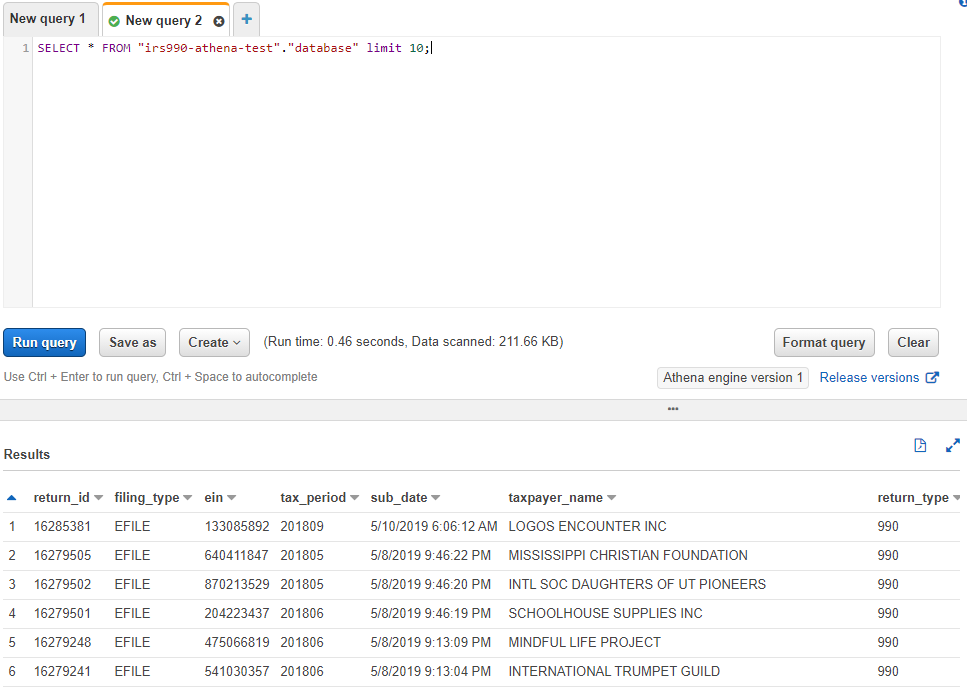 New query 1
New query 2
+
1 SELECT * FROM "irs990-athena-test"."database" limit 10;
Run query Save as Create (Run time: 0.46 seconds, Data scanned: 211.66 KB) Format query Clear
Use Ctrl + Enter to run query, Ctrl + Space to autocomplete Athena engine version 1 Release versions
Results
return_id filing_type ein tax_period sub_date taxpayer_name return_type
1 16285381 EFILE 133085892 201809 5/10/2019 6:06:12 AM LOGOS ENCOUNTER INC 990
2 16279505 EFILE 640411847 201805 5/8/2019 9:46:22 PM MISSISSIPPI CHRISTIAN FOUNDATION 990
3 16279502 EFILE 870213529 201805 5/8/2019 9:46:20 PM INTL SOC DAUGHTERS OF UT PIONEERS 990
4 16279501 EFILE 204223437 201806 5/8/2019 9:46:19 PM SCHOOLHOUSE SUPPLIES INC 990
5 16279248 EFILE 475066819 201806 5/8/2019 9:13:09 PM MINDFUL LIFE PROJECT 990
6 16279241 EFILE 541030357 201806 5/8/2019 9:13:04 PM INTERNATIONAL TRUMPET GUILD 990